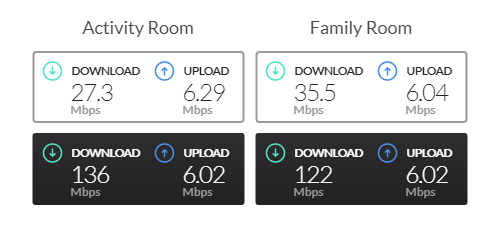 Activity Room Family Room
DOWNLOAD UPLOAD DOWNLOAD UPLOAD
27.3 6.29 35.5 6.04
Mbps Mbps Mbps Mbps
DOWNLOAD UPLOAD DOWNLOAD UPLOAD
136 6.02 122 6.02
Mbps Mbps Mbps Mbps